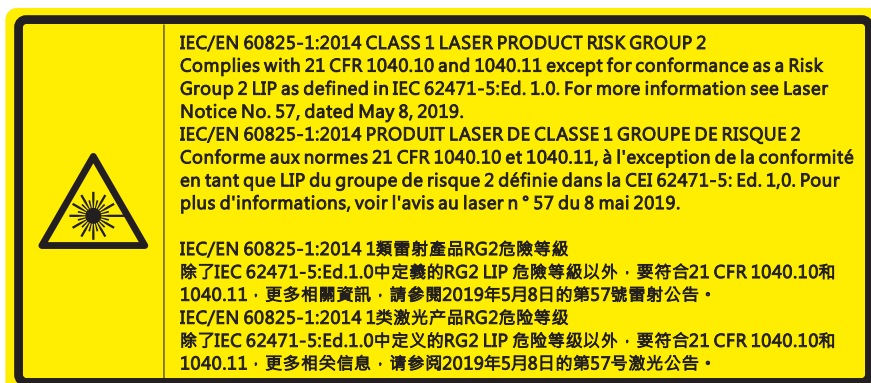 IEC/EN 60825-1:2014 CLASS 1 LASER PRODUCT RISK GROUP 2
Complies with 21 CFR 1040.10 and 1040.11 except for conformance as a Risk
Group 2 LIP as defined in IEC 62471-5:Ed. 1.0. For more information see Laser
Notice No. 57, dated May 8, 2019.
IEC/EN 60825-1:2014 PRODUIT LASER DE CLASSE 1 GROUPE DE RISQUE 2
Conforme aux normes 21 CFR 1040.10 et 1040.11, à l'exception de la conformité
en tant que LIP du groupe de risque 2 définie dans la CEI 62471-5: Ed. 1,0. Pour
plus d'informations, voir l'avis au laser n ° 57 du 8 mai 2019.
IEC/EN 60825-1:2014 1類雷射產品RG2危險等級
除了IEC 62471-5:Ed.1.0中定義的RG2 LIP 危險等級以外，要符合21 CFR 1040.10和
1040.11，更多相關資訊，請參閱2019年5月8日的第57號雷射公告。
IEC/EN 60825-1:2014 1类激光产品RG2危险等级
除了IEC 62471-5:Ed.1.0中定义的RG2 LIP 危险等级以外，要符合21 CFR 1040.10和
1040.11，更多相关信息，请参阅2019年5月8日的第57号激光公告。